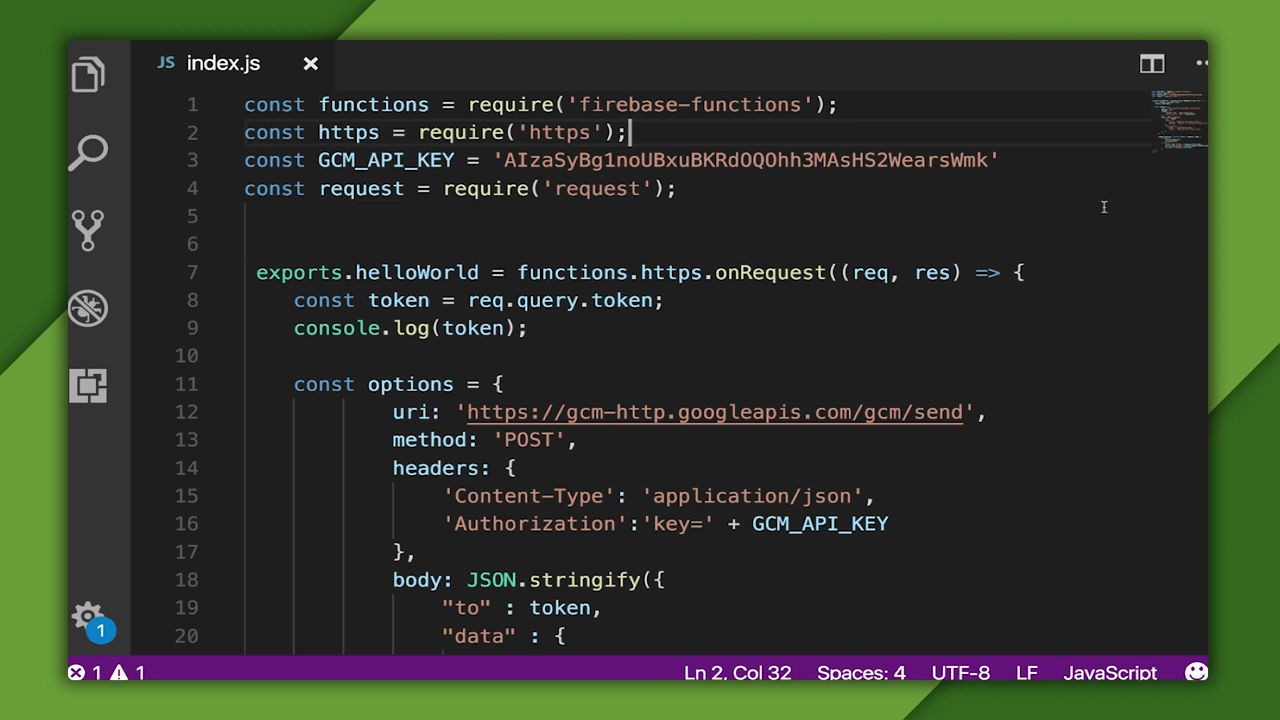 JS index.js
1 const functions = require('firebase-functions');
2 const https = require('https');
3 const GCM_API_KEY = 'AIzaSyBg1noUBxuBKRdOQOhh3MAsHS2WearsWmk'
4 const request = require('request');
5
6
7 exports.helloWorld = functions.https.onRequest((req, res) => {
8 const token = req.query.token;
9 console.log(token);
10
11 const options = {
12 uri: 'https://gcm-http.googleapis.com/gcm/send',
13 method: 'POST',
14 headers: {
15 'Content-Type': 'application/json',
16 'Authorization':'key=' + GCM_API_KEY
17 },
18 body: JSON.stringify({
19 "to" : token,
20 "data" : {
1
1 1 Ln 2, Col 32 Spaces: 4 UTF-8 LF JavaScript